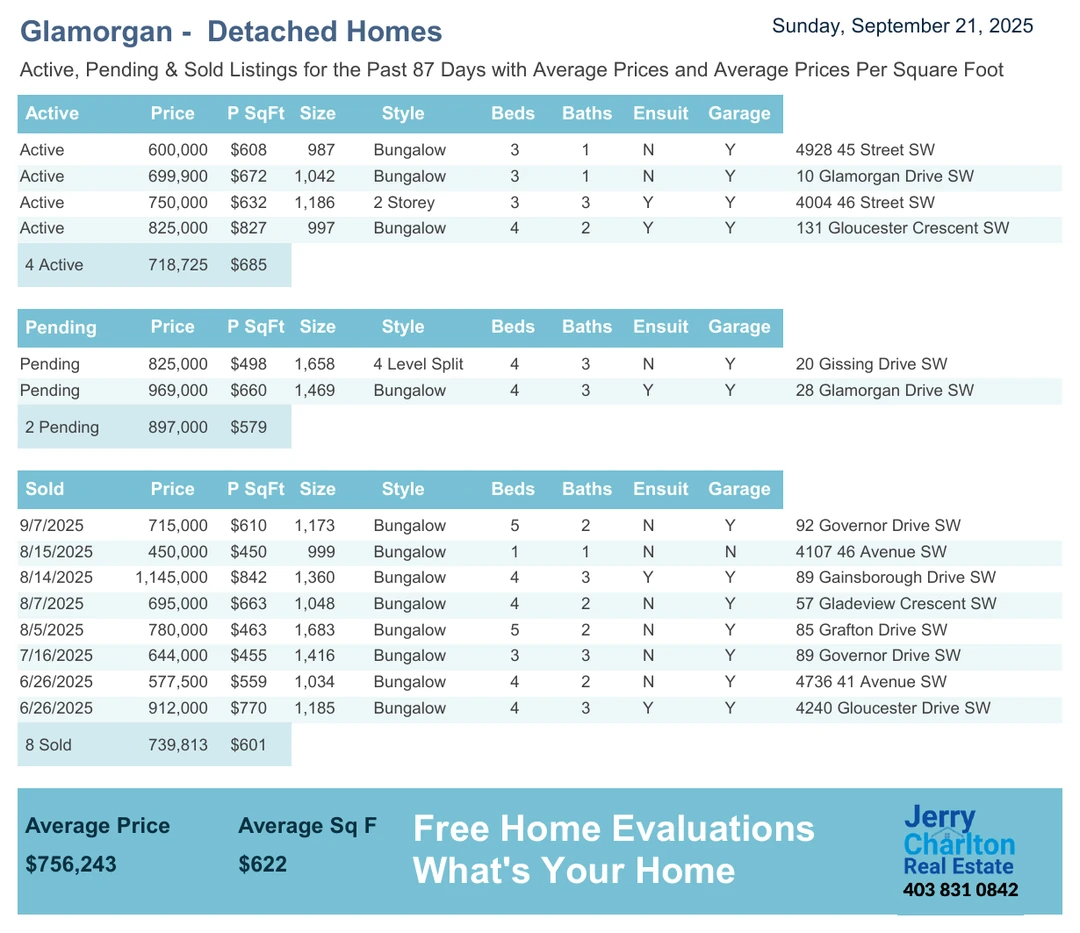 Glamorgan -  Detached Homes
Sunday, September 21, 2025
Active, Pending & Sold Listings for the Past 87 Days with Average Prices and Average Prices Per Square Foot
Active Price P SqFt Size Style Beds Baths Ensuit Garage
Active 600,000 $608 987 Bungalow 3 1 N Y 4928 45 Street SW
Active 699,900 $672 1,042 Bungalow 3 1 N Y 10 Glamorgan Drive SW
Active 750,000 $632 1,186 2 Storey 3 3 Y Y 4004 46 Street SW
Active 825,000 $827 997 Bungalow 4 2 Y Y 131 Gloucester Crescent SW
4 Active 718,725 $685
Pending Price P SqFt Size Style Beds Baths Ensuit Garage
Pending 825,000 $498 1,658 4 Level Split 4 3 N Y 20 Gissing Drive SW
Pending 969,000 $660 1,469 Bungalow 4 3 Y Y 28 Glamorgan Drive SW
2 Pending 897,000 $579
Sold Price P SqFt Size Style Beds Baths Ensuit Garage
9/7/2025 715,000 $610 1,173 Bungalow 5 2 N Y 92 Governor Drive SW
8/15/2025 450,000 $450 999 Bungalow 1 1 N N 4107 46 Avenue SW
8/14/2025 1,145,000 $842 1,360 Bungalow 4 3 Y Y 89 Gainsborough Drive SW
8/7/2025 695,000 $663 1,048 Bungalow 4 2 N Y 57 Gladeview Crescent SW
8/5/2025 780,000 $463 1,683 Bungalow 5 2 N Y 85 Grafton Drive SW
7/16/2025 644,000 $455 1,416 Bungalow 3 3 N Y 89 Governor Drive SW
6/26/2025 577,500 $559 1,034 Bungalow 4 2 N Y 4736 41 Avenue SW
6/26/2025 912,000 $770 1,185 Bungalow 4 3 Y Y 4240 Gloucester Drive SW
8 Sold 739,813 $601
Average Price Average Sq F
$756,243 $622
Free Home Evaluations
What's Your Home
Jerry
Charlton
Real Estate
403 831 0842